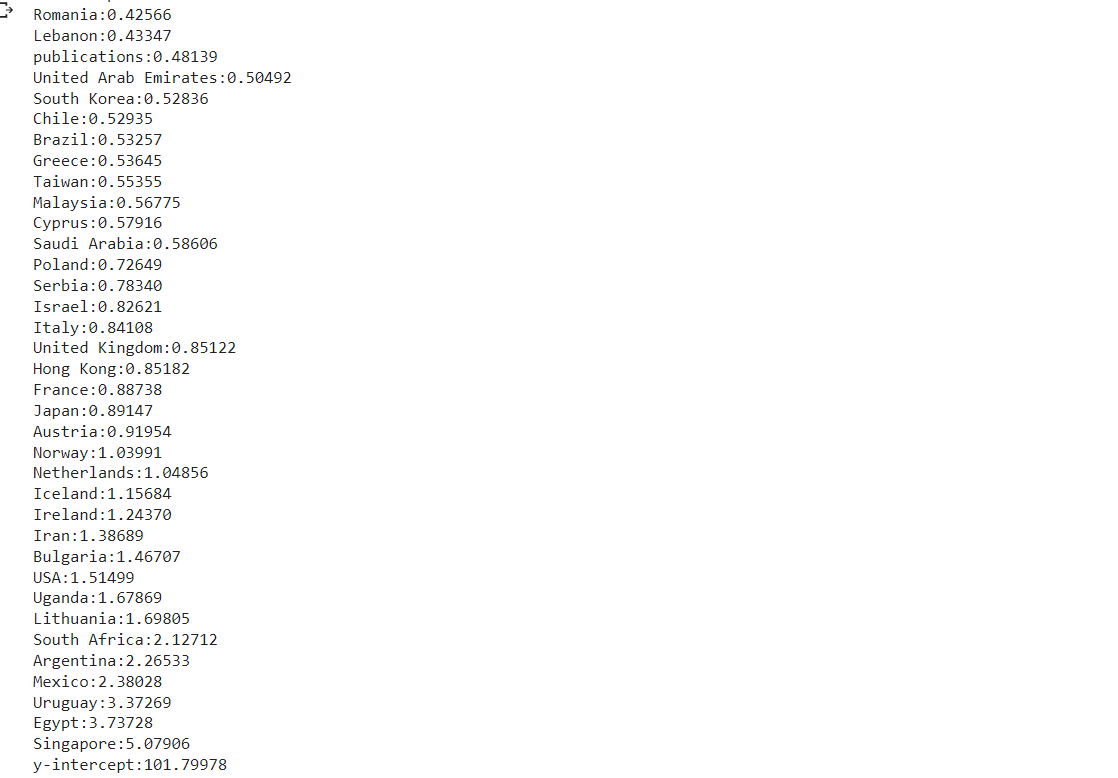 Romania:0.42566
Lebanon:0.43347
publications:0.48139
United Arab Emirates:0.50492
South Korea:0.52836
Chile:0.52935
Brazil:0.53257
Greece:0.53645
Taiwan:0.55355
Malaysia:0.56775
Cyprus:0.57916
Saudi Arabia:0.58606
Poland:0.72649
Serbia:0.78340
Israel:0.82621
Italy:0.84108
United Kingdom:0.85122
Hong Kong:0.85182
France:0.88738
Japan:0.89147
Austria:0.91954
Norway:1.03991
Netherlands:1.04856
Iceland:1.15684
Ireland:1.24370
Iran:1.38689
Bulgaria:1.46707
USA:1.51499
Uganda:1.67869
Lithuania:1.69805
South Africa:2.12712
Argentina:2.26533
Mexico:2.38028
Uruguay:3.37269
Egypt:3.73728
Singapore:5.07906
y-intercept:101.79978